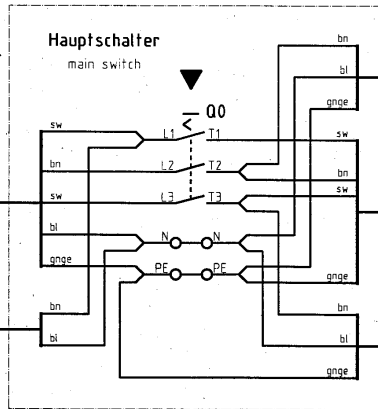 Hauptschalter
main switch
Q0
bn
bl
gnge
sw L1 T1 sw
bn L2 T2 bn
sw L3 T3 sw
bl N N
gnge PE PE gnge
bn bn
bl bl
gnge